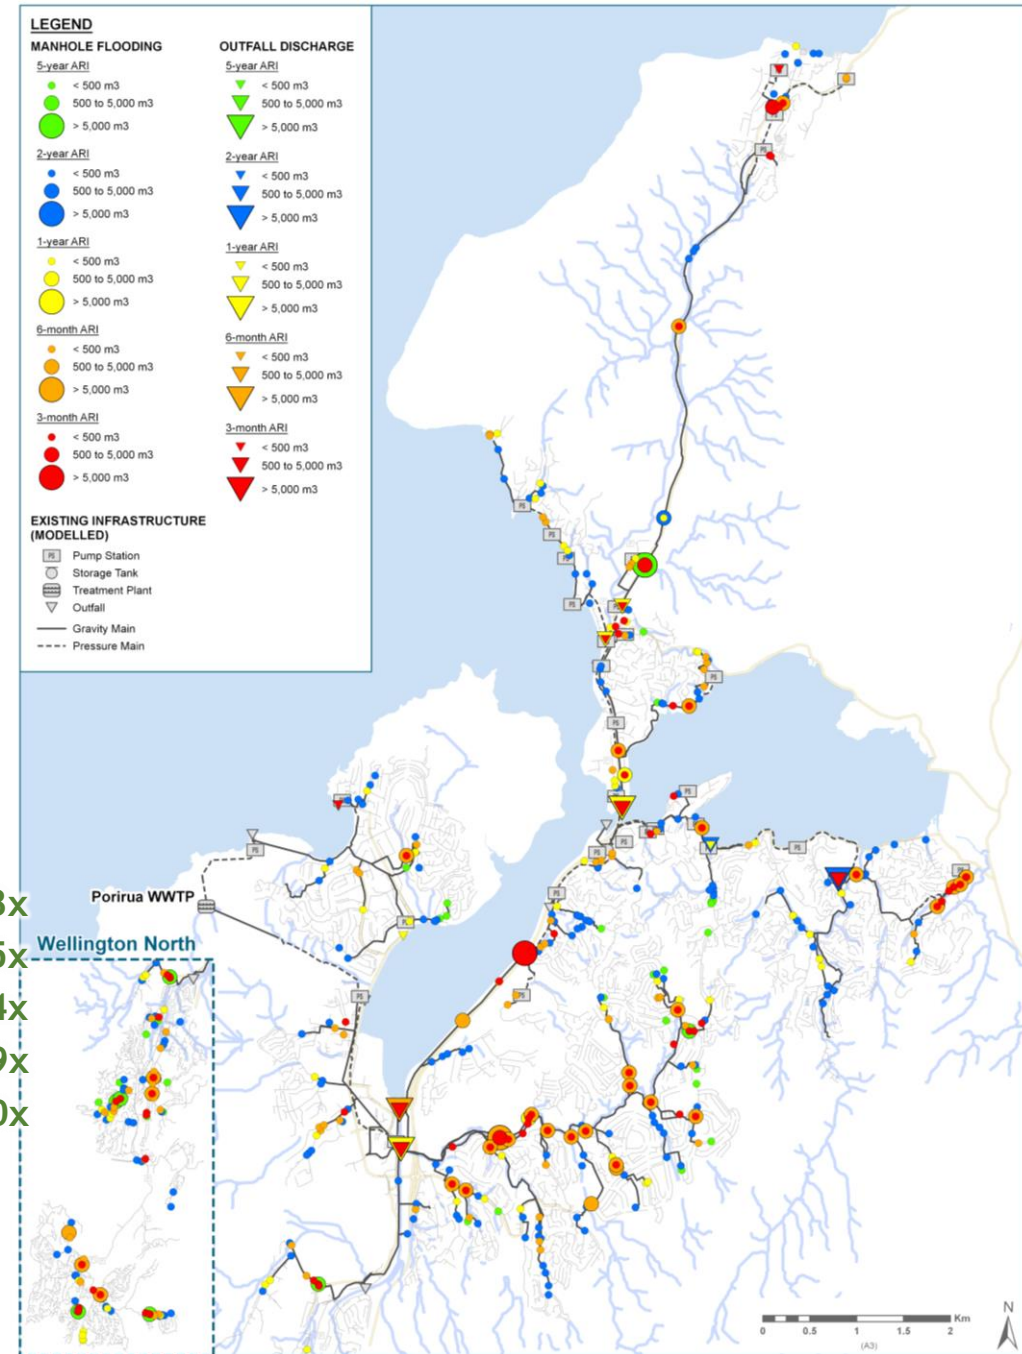 LEGEND
MANHOLE FLOODING
5-year ARI
< 500 m3
500 to 5,000 m3
> 5,000 m3
2-year ARI
< 500 m3
500 to 5,000 m3
> 5,000 m3
1-year ARI
< 500 m3
500 to 5,000 m3
> 5,000 m3
6-month ARI
< 500 m3
500 to 5,000 m3
> 5,000 m3
3-month ARI
< 500 m3
500 to 5,000 m3
> 5,000 m3
OUTFALL DISCHARGE
5-year ARI
< 500 m3
500 to 5,000 m3
> 5,000 m3
2-year ARI
< 500 m3
500 to 5,000 m3
> 5,000 m3
1-year ARI
< 500 m3
500 to 5,000 m3
> 5,000 m3
6-month ARI
< 500 m3
500 to 5,000 m3
> 5,000 m3
3-month ARI
< 500 m3
500 to 5,000 m3
> 5,000 m3
EXISTING INFRASTRUCTURE
(MODELLED)
PS Pump Station
Storage Tank
Treatment Plant
Outfall
Gravity Main
Pressure Main
Porirua WWTP
Wellington North
3x
5x
4x
9x
0x
N
Km
0 0.5 1 1.5 2
(A3)